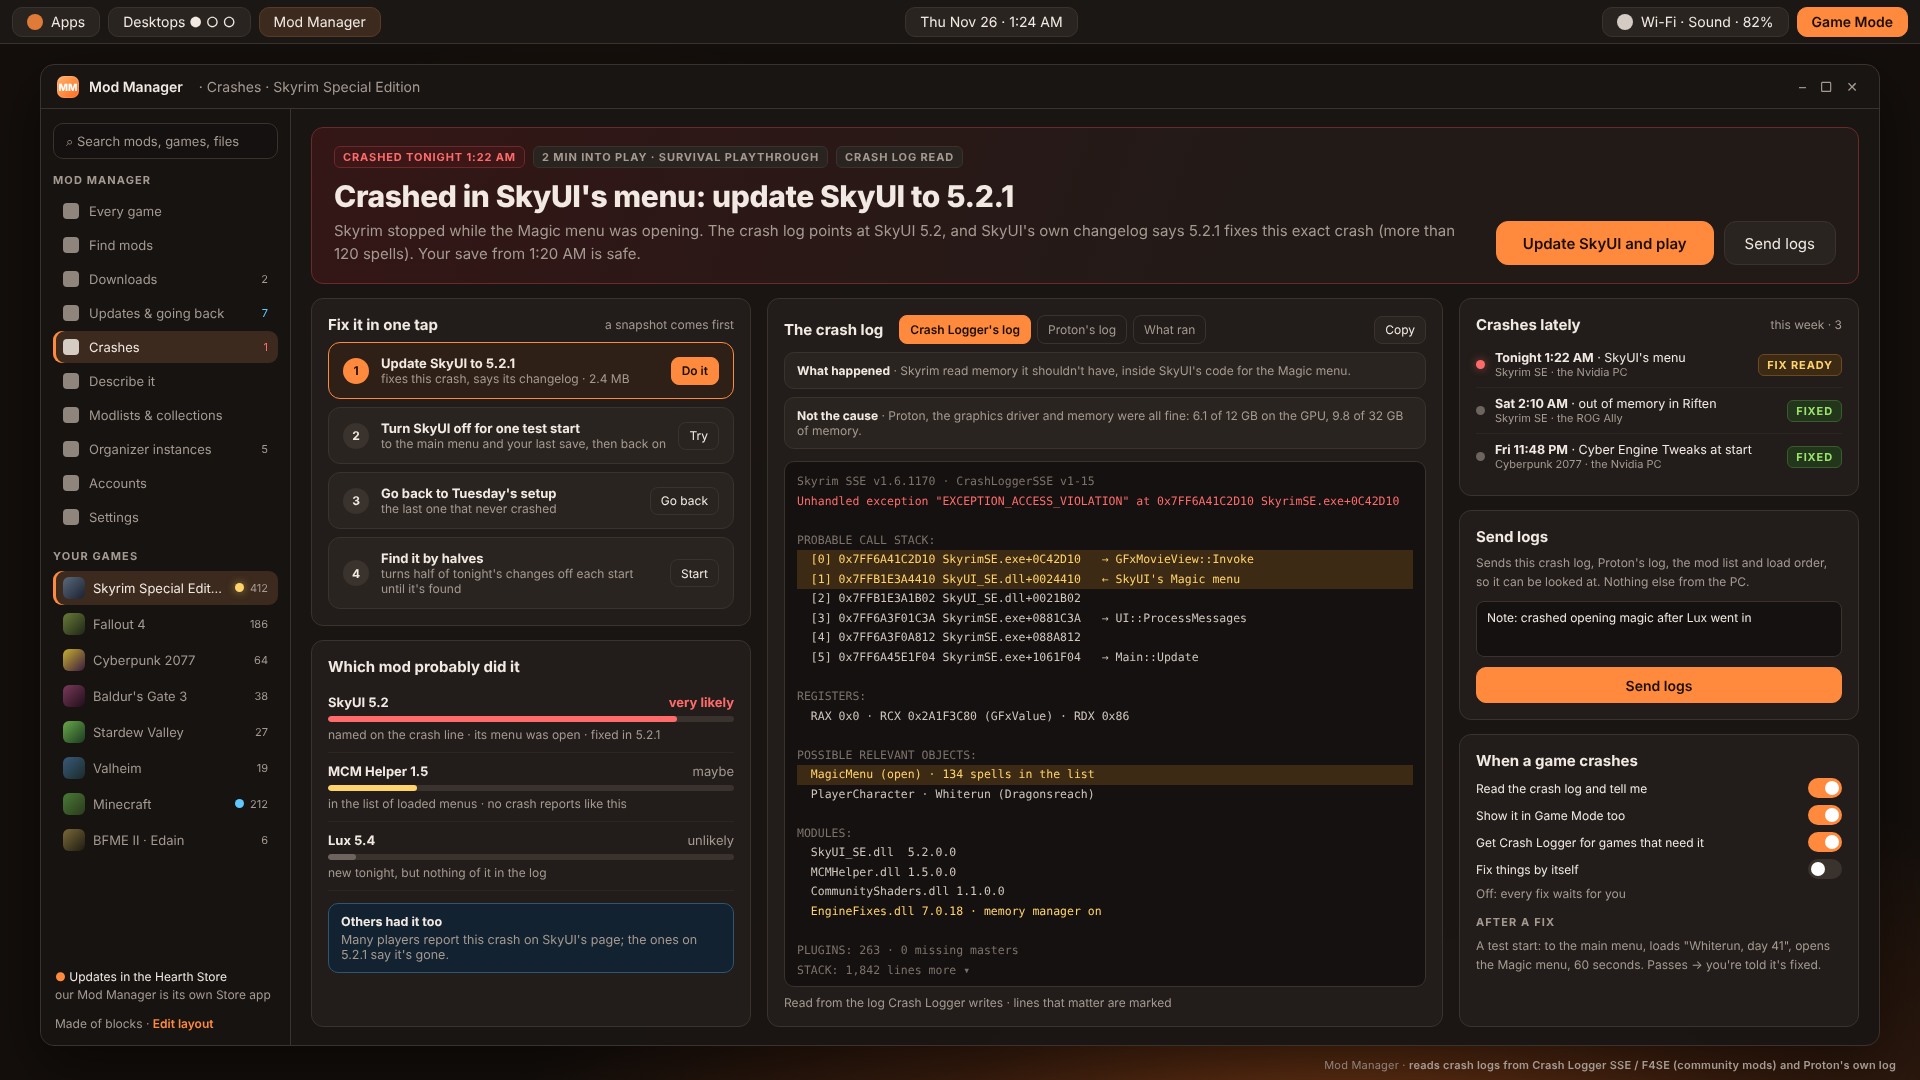 Apps
Desktops
Mod Manager
Thu Nov 26 · 1:24 AM
Wi-Fi · Sound · 82%
Game Mode
MM
Mod Manager
· Crashes · Skyrim Special Edition
Search mods, games, files
MOD MANAGER
Every game
Find mods
Downloads 2
Updates & going back 7
Crashes 1
Describe it
Modlists & collections
Organizer instances 5
Accounts
Settings
YOUR GAMES
Skyrim Special Edit... 412
Fallout 4 186
Cyberpunk 2077 64
Baldur's Gate 3 38
Stardew Valley 27
Valheim 19
Minecraft 212
BFME II · Edain 6
Updates in the Hearth Store
our Mod Manager is its own Store app
Made of blocks · Edit layout
CRASHED TONIGHT 1:22 AM
2 MIN INTO PLAY · SURVIVAL PLAYTHROUGH
CRASH LOG READ
Crashed in SkyUI's menu: update SkyUI to 5.2.1
Skyrim stopped while the Magic menu was opening. The crash log points at SkyUI 5.2, and SkyUI's own changelog says 5.2.1 fixes this exact crash (more than
120 spells). Your save from 1:20 AM is safe.
Update SkyUI and play
Send logs
Fix it in one tap
a snapshot comes first
1
Update SkyUI to 5.2.1
fixes this crash, says its changelog · 2.4 MB
Do it
2
Turn SkyUI off for one test start
to the main menu and your last save, then back on
Try
3
Go back to Tuesday's setup
the last one that never crashed
Go back
4
Find it by halves
turns half of tonight's changes off each start
until it's found
Start
Which mod probably did it
SkyUI 5.2 very likely
named on the crash line · its menu was open · fixed in 5.2.1
MCM Helper 1.5 maybe
in the list of loaded menus · no crash reports like this
Lux 5.4 unlikely
new tonight, but nothing of it in the log
Others had it too
Many players report this crash on SkyUI's page; the ones on
5.2.1 say it's gone.
The crash log
Crash Logger's log
Proton's log
What ran
Copy
What happened · Skyrim read memory it shouldn't have, inside SkyUI's code for the Magic menu.
Not the cause · Proton, the graphics driver and memory were all fine: 6.1 of 12 GB on the GPU, 9.8 of 32 GB
of memory.
Skyrim SSE v1.6.1170 · CrashLoggerSSE v1-15
Unhandled exception "EXCEPTION_ACCESS_VIOLATION" at 0x7FF6A41C2D10 SkyrimSE.exe+0C42D10
PROBABLE CALL STACK:
[0] 0x7FF6A41C2D10 SkyrimSE.exe+0C42D10 → GFxMovieView::Invoke
[1] 0x7FFB1E3A4410 SkyUI_SE.dll+0024410 ← SkyUI's Magic menu
[2] 0x7FFB1E3A1B02 SkyUI_SE.dll+0021B02
[3] 0x7FF6A3F01C3A SkyrimSE.exe+0881C3A → UI::ProcessMessages
[4] 0x7FF6A3F0A812 SkyrimSE.exe+088A812
[5] 0x7FF6A45E1F04 SkyrimSE.exe+1061F04 → Main::Update
REGISTERS:
RAX 0x0 · RCX 0x2A1F3C80 (GFxValue) · RDX 0x86
POSSIBLE RELEVANT OBJECTS:
MagicMenu (open) · 134 spells in the list
PlayerCharacter · Whiterun (Dragonsreach)
MODULES:
SkyUI_SE.dll 5.2.0.0
MCMHelper.dll 1.5.0.0
CommunityShaders.dll 1.1.0.0
EngineFixes.dll 7.0.18 · memory manager on
PLUGINS: 263 · 0 missing masters
STACK: 1,842 lines more ▾
Read from the log Crash Logger writes · lines that matter are marked
Crashes lately
this week · 3
Tonight 1:22 AM · SkyUI's menu
Skyrim SE · the Nvidia PC
FIX READY
Sat 2:10 AM · out of memory in Riften
Skyrim SE · the ROG Ally
FIXED
Fri 11:48 PM · Cyber Engine Tweaks at start
Cyberpunk 2077 · the Nvidia PC
FIXED
Send logs
Sends this crash log, Proton's log, the mod list and load order,
so it can be looked at. Nothing else from the PC.
Note: crashed opening magic after Lux went in
Send logs
When a game crashes
Read the crash log and tell me
Show it in Game Mode too
Get Crash Logger for games that need it
Fix things by itself
Off: every fix waits for you
AFTER A FIX
A test start: to the main menu, loads "Whiterun, day 41", opens
the Magic menu, 60 seconds. Passes → you're told it's fixed.
Mod Manager · reads crash logs from Crash Logger SSE / F4SE (community mods) and Proton's own log